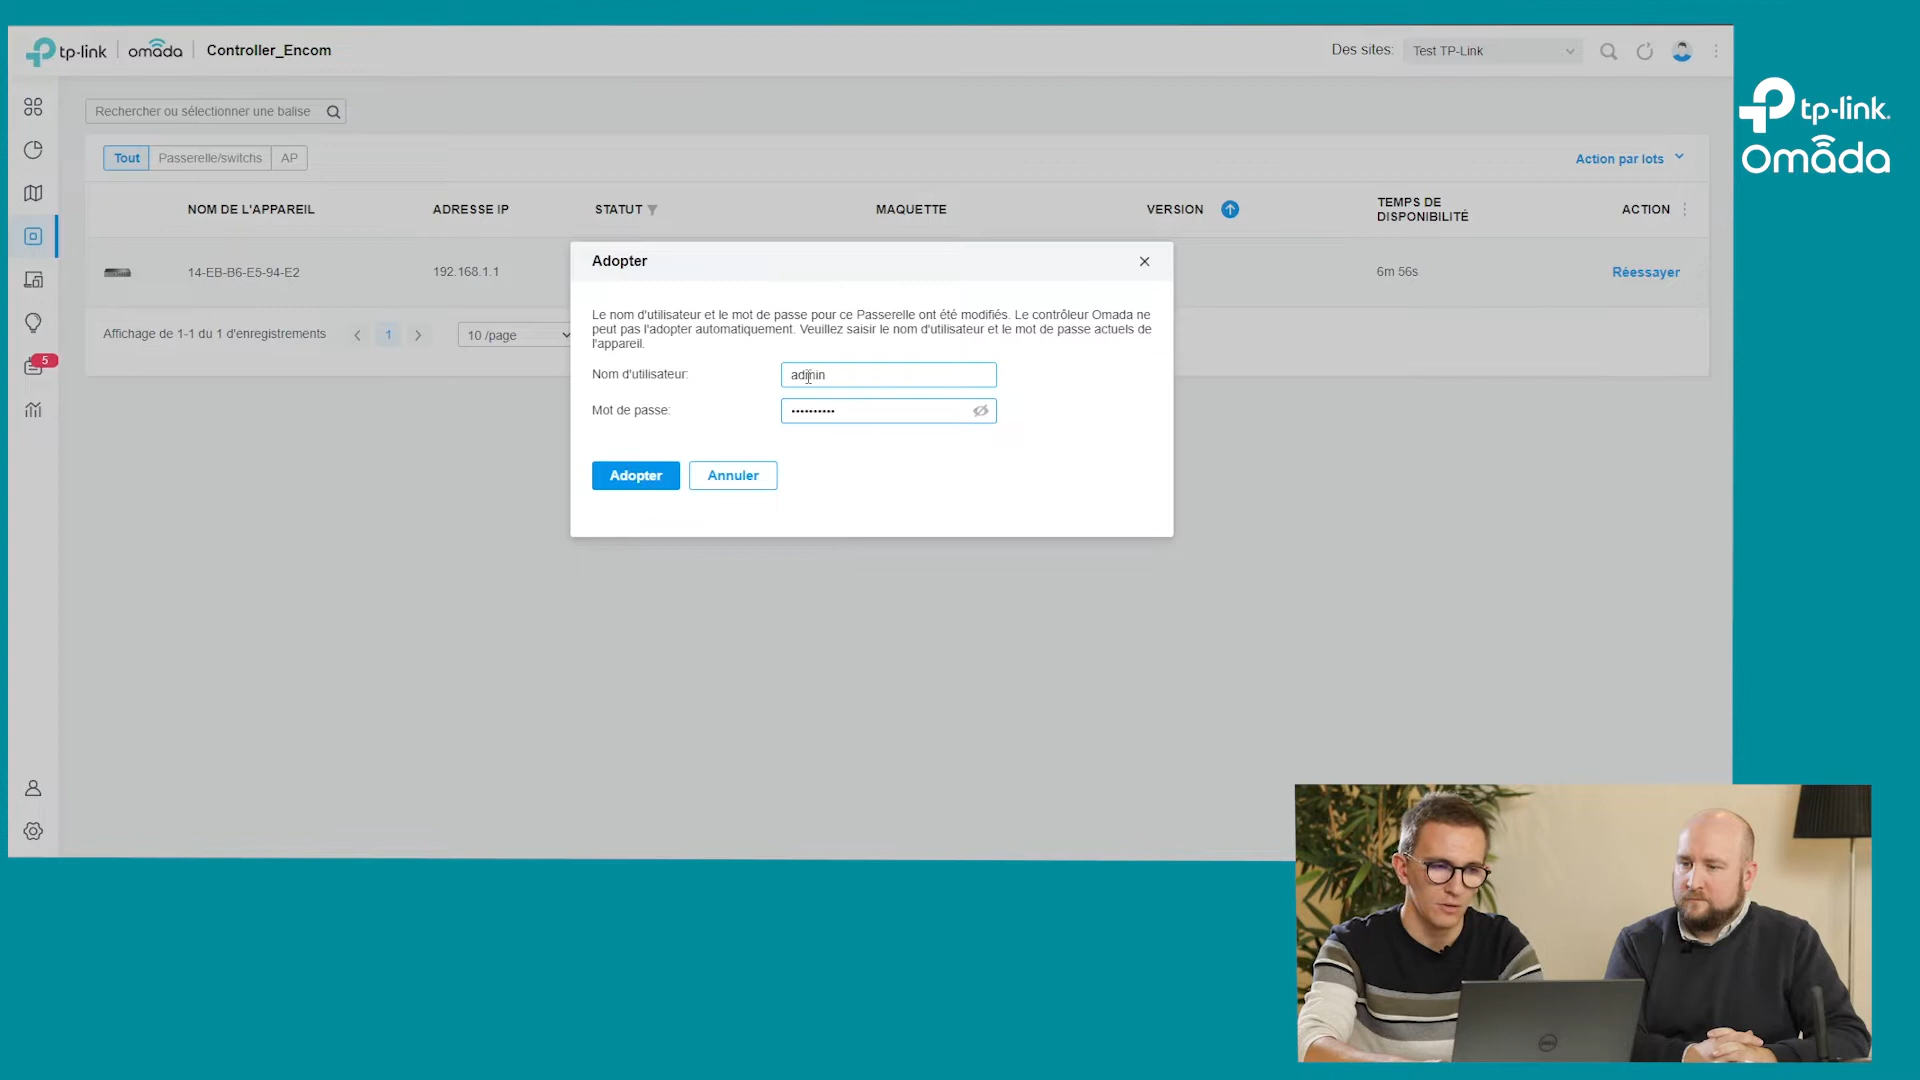 tp-link | omada | Controller_Encom
Des sites: Test TP-Link
tp-link
omada
Rechercher ou sélectionner une balise
Tout Passerelle/switchs AP
Action par lots
NOM DE L'APPAREIL ADRESSE IP STATUT MAQUETTE VERSION TEMPS DE DISPONIBILITÉ ACTION
14-EB-B6-E5-94-E2 192.168.1.1 6m 56s Réessayer
Affichage de 1-1 du 1 d'enregistrements 1 10 /page
5
Adopter
Le nom d'utilisateur et le mot de passe pour ce Passerelle ont été modifiés. Le contrôleur Omada ne
peut pas l'adopter automatiquement. Veuillez saisir le nom d'utilisateur et le mot de passe actuels de
l'appareil.
Nom d'utilisateur: admin
Mot de passe: ••••••••••
Adopter Annuler
DELL